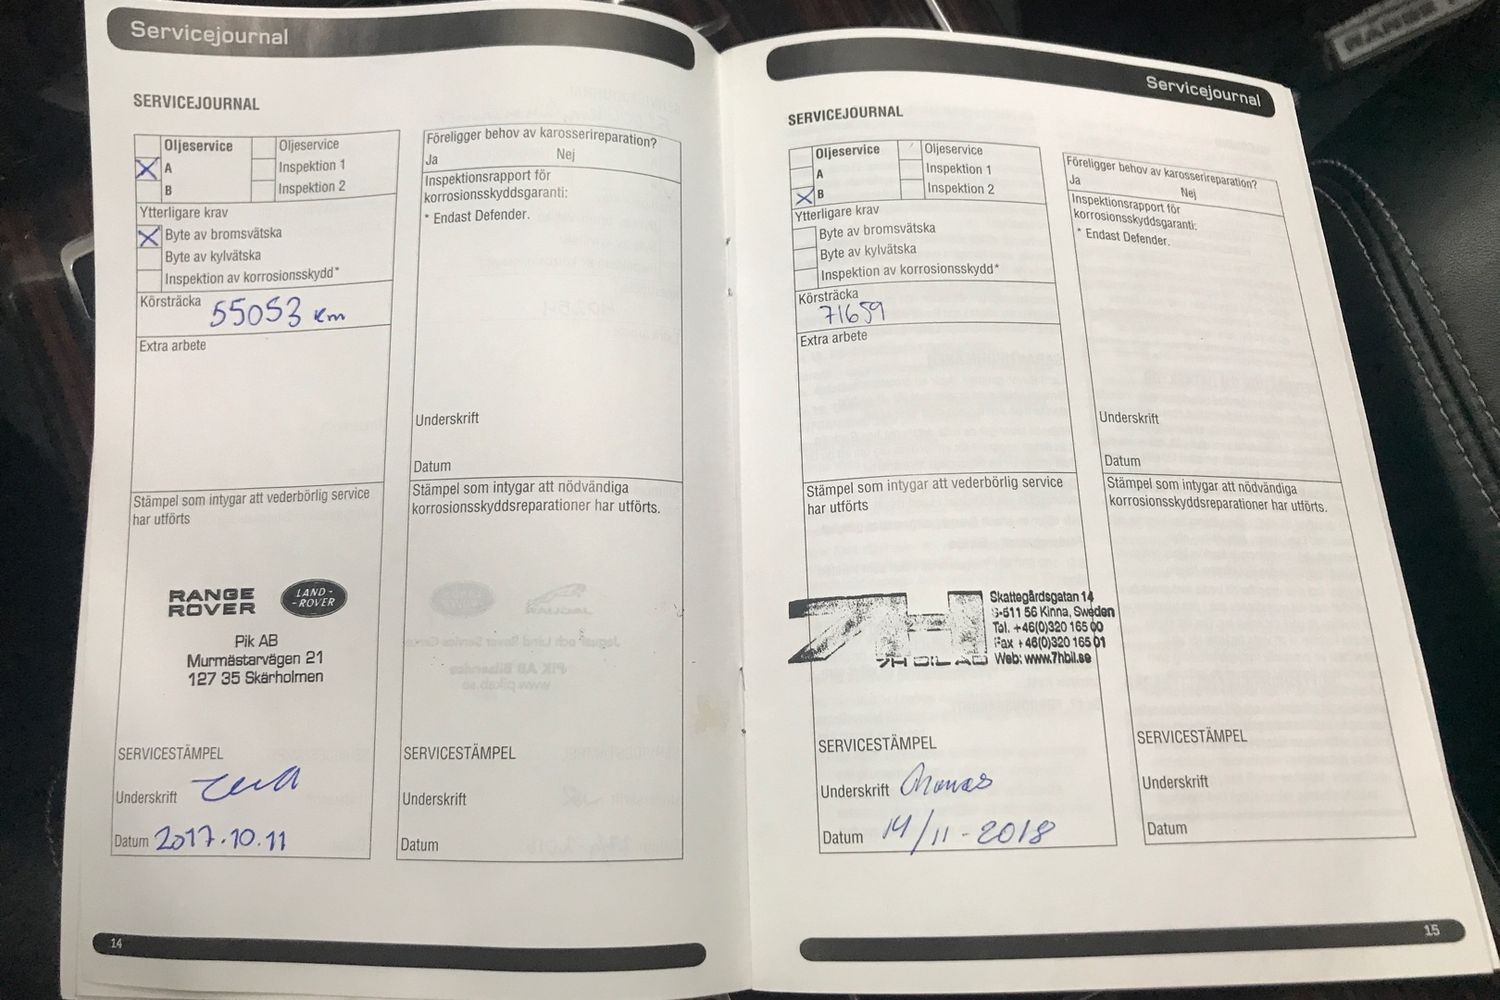 Servicejournal
SERVICEJOURNAL
Oljeservice
A
B
Oljeservice
Inspektion 1
Inspektion 2
Ytterligare krav
Byte av bromsvätska
Byte av kylvätska
Inspektion av korrosionsskydd*
Körsträcka 55053 km
Extra arbete
Stämpel som intygar att vederbörlig service
har utförts
RANGE
ROVER
LAND-
-ROVER
Pik AB
Murmästarvägen 21
127 35 Skärholmen
SERVICESTÄMPEL
Underskrift
Datum 2017.10.11
Föreligger behov av karosserireparation?
Ja Nej
Inspektionsrapport för
korrosionsskyddsgaranti:
* Endast Defender.
Underskrift
Datum
Stämpel som intygar att nödvändiga
korrosionsskyddsreparationer har utförts.
SERVICESTÄMPEL
Underskrift
Datum
14
Servicejournal
SERVICEJOURNAL
Oljeservice
A
B
Oljeservice
Inspektion 1
Inspektion 2
Ytterligare krav
Byte av bromsvätska
Byte av kylvätska
Inspektion av korrosionsskydd*
Körsträcka
71659
Extra arbete
Stämpel som intygar att vederbörlig service
har utförts
7H
7H BIL AB
Skattegårdsgatan 14
S-511 56 Kinna, Sweden
Tel. +46(0)320 165 00
Fax +46(0)320 165 01
Web: www.7hbil.se
SERVICESTÄMPEL
Underskrift
Datum 14/11-2018
Föreligger behov av karosserireparation?
Ja Nej
Inspektionsrapport för
korrosionsskyddsgaranti:
* Endast Defender.
Underskrift
Datum
Stämpel som intygar att nödvändiga
korrosionsskyddsreparationer har utförts.
SERVICESTÄMPEL
Underskrift
Datum
15